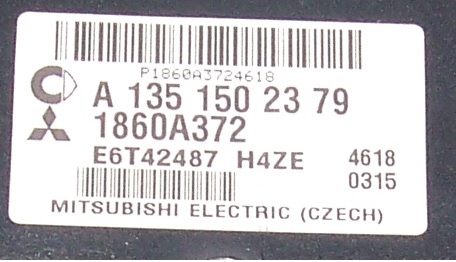 P1860A3724618
A 135 150 23 79
1860A372
E6T42487 H4ZE 4618
0315
MITSUBISHI ELECTRIC (CZECH)